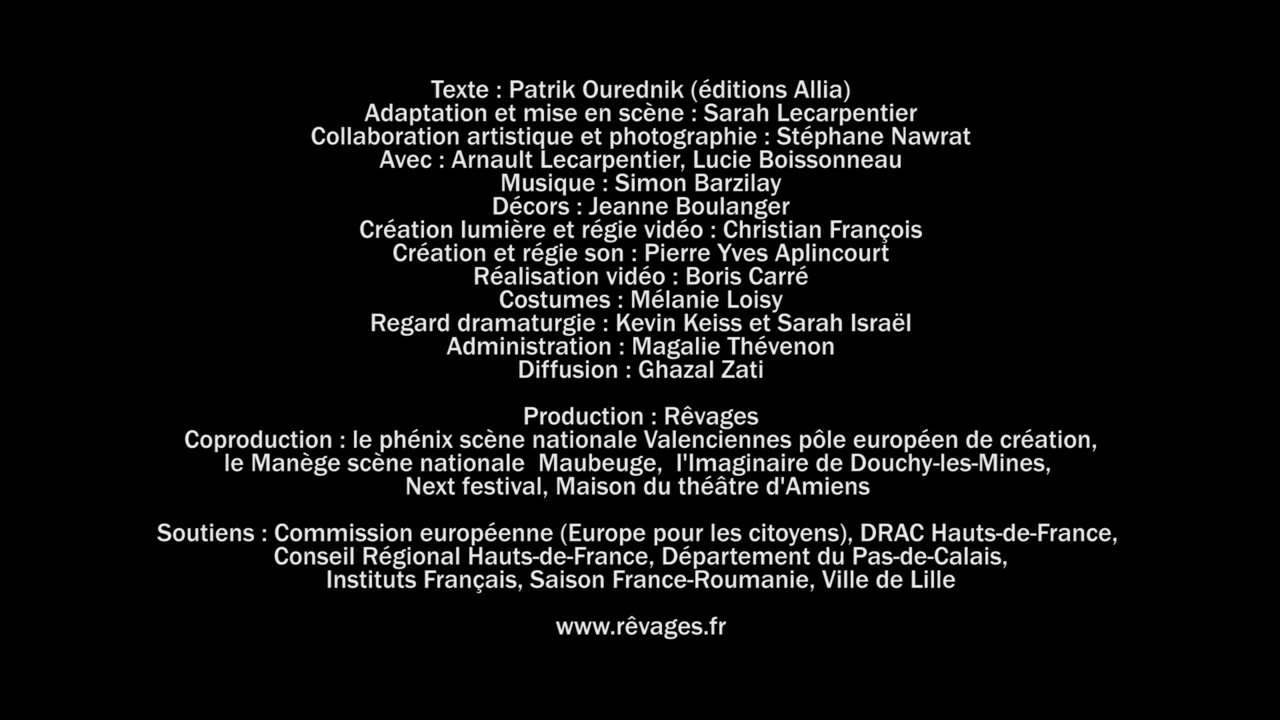 Texte : Patrik Ourednik (éditions Allia)
Adaptation et mise en scène : Sarah Lecarpentier
Collaboration artistique et photographie : Stéphane Nawrat
Avec : Arnault Lecarpentier, Lucie Boissonneau
Musique : Simon Barzilay
Décors : Jeanne Boulanger
Création lumière et régie vidéo : Christian François
Création et régie son : Pierre Yves Aplincourt
Réalisation vidéo : Boris Carré
Costumes : Mélanie Loisy
Regard dramaturgie : Kevin Keiss et Sarah Israël
Administration : Magalie Thévenon
Diffusion : Ghazal Zati
Production : Rêvages
Coproduction : le phénix scène nationale Valenciennes pôle européen de création,
le Manège scène nationale  Maubeuge,  l'Imaginaire de Douchy-les-Mines,
Next festival, Maison du théâtre d'Amiens
Soutiens : Commission européenne (Europe pour les citoyens), DRAC Hauts-de-France,
Conseil Régional Hauts-de-France, Département du Pas-de-Calais,
Instituts Français, Saison France-Roumanie, Ville de Lille
www.rêvages.fr